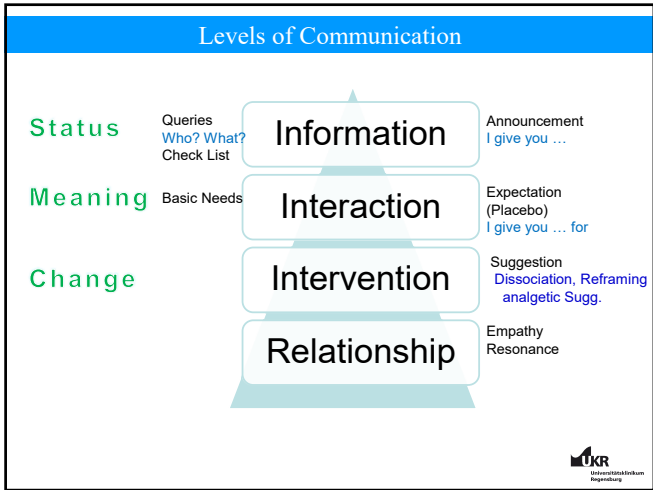 Levels of Communication
Status
Queries
Who? What?
Check List
Information
Announcement
I give you …
Meaning
Basic Needs
Interaction
Expectation
(Placebo)
I give you … for
Change
Intervention
Suggestion
Dissociation, Reframing
analgetic Sugg.
Relationship
Empathy
Resonance
UKR
Universitätsklinikum
Regensburg